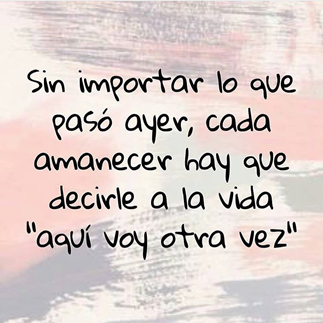 Sin importar lo que
pasó ayer, cada
amanecer hay que
decirle a la vida
"aquí voy otra vez"